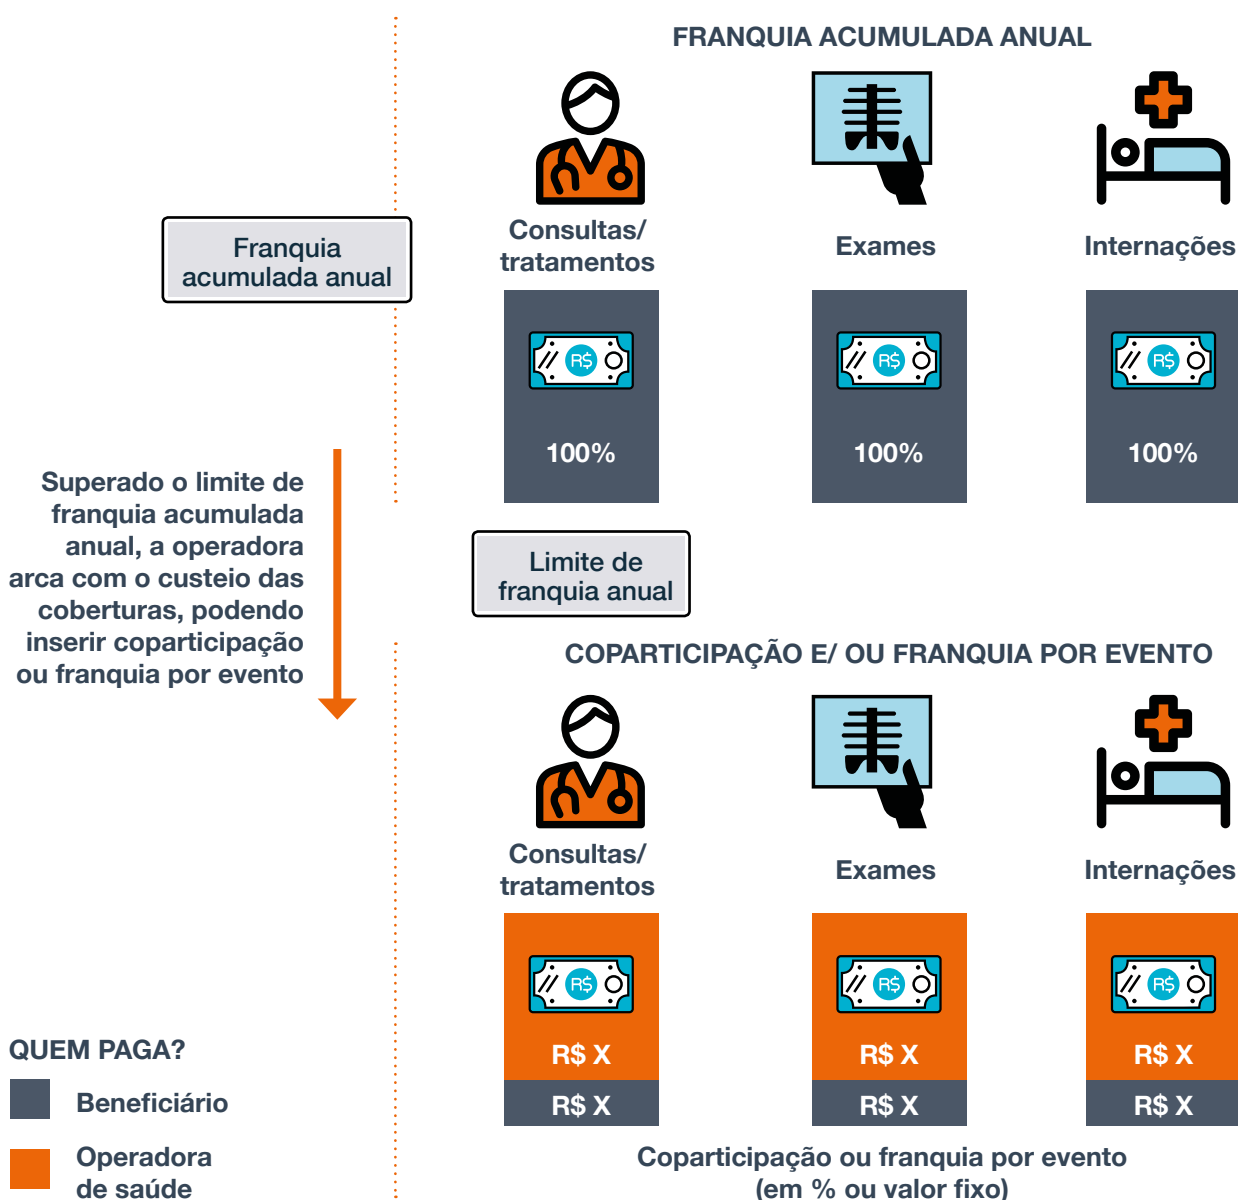 FRANQUIA ACUMULADA ANUAL
Consultas/
tratamentos
Exames
Internações
Franquia
acumulada anual
R$
R$
R$
100%
100%
100%
Superado o limite de
franquia acumulada
anual, a operadora
arca com o custeio das
coberturas, podendo
inserir coparticipação
ou franquia por evento
Limite de
franquia anual
COPARTICIPAÇÃO E/ OU FRANQUIA POR EVENTO
Consultas/
tratamentos
Exames
Internações
R$
R$
R$
R$ X
R$ X
R$ X
R$ X
R$ X
R$ X
QUEM PAGA?
Beneficiário
Operadora
de saúde
Coparticipação ou franquia por evento
(em % ou valor fixo)